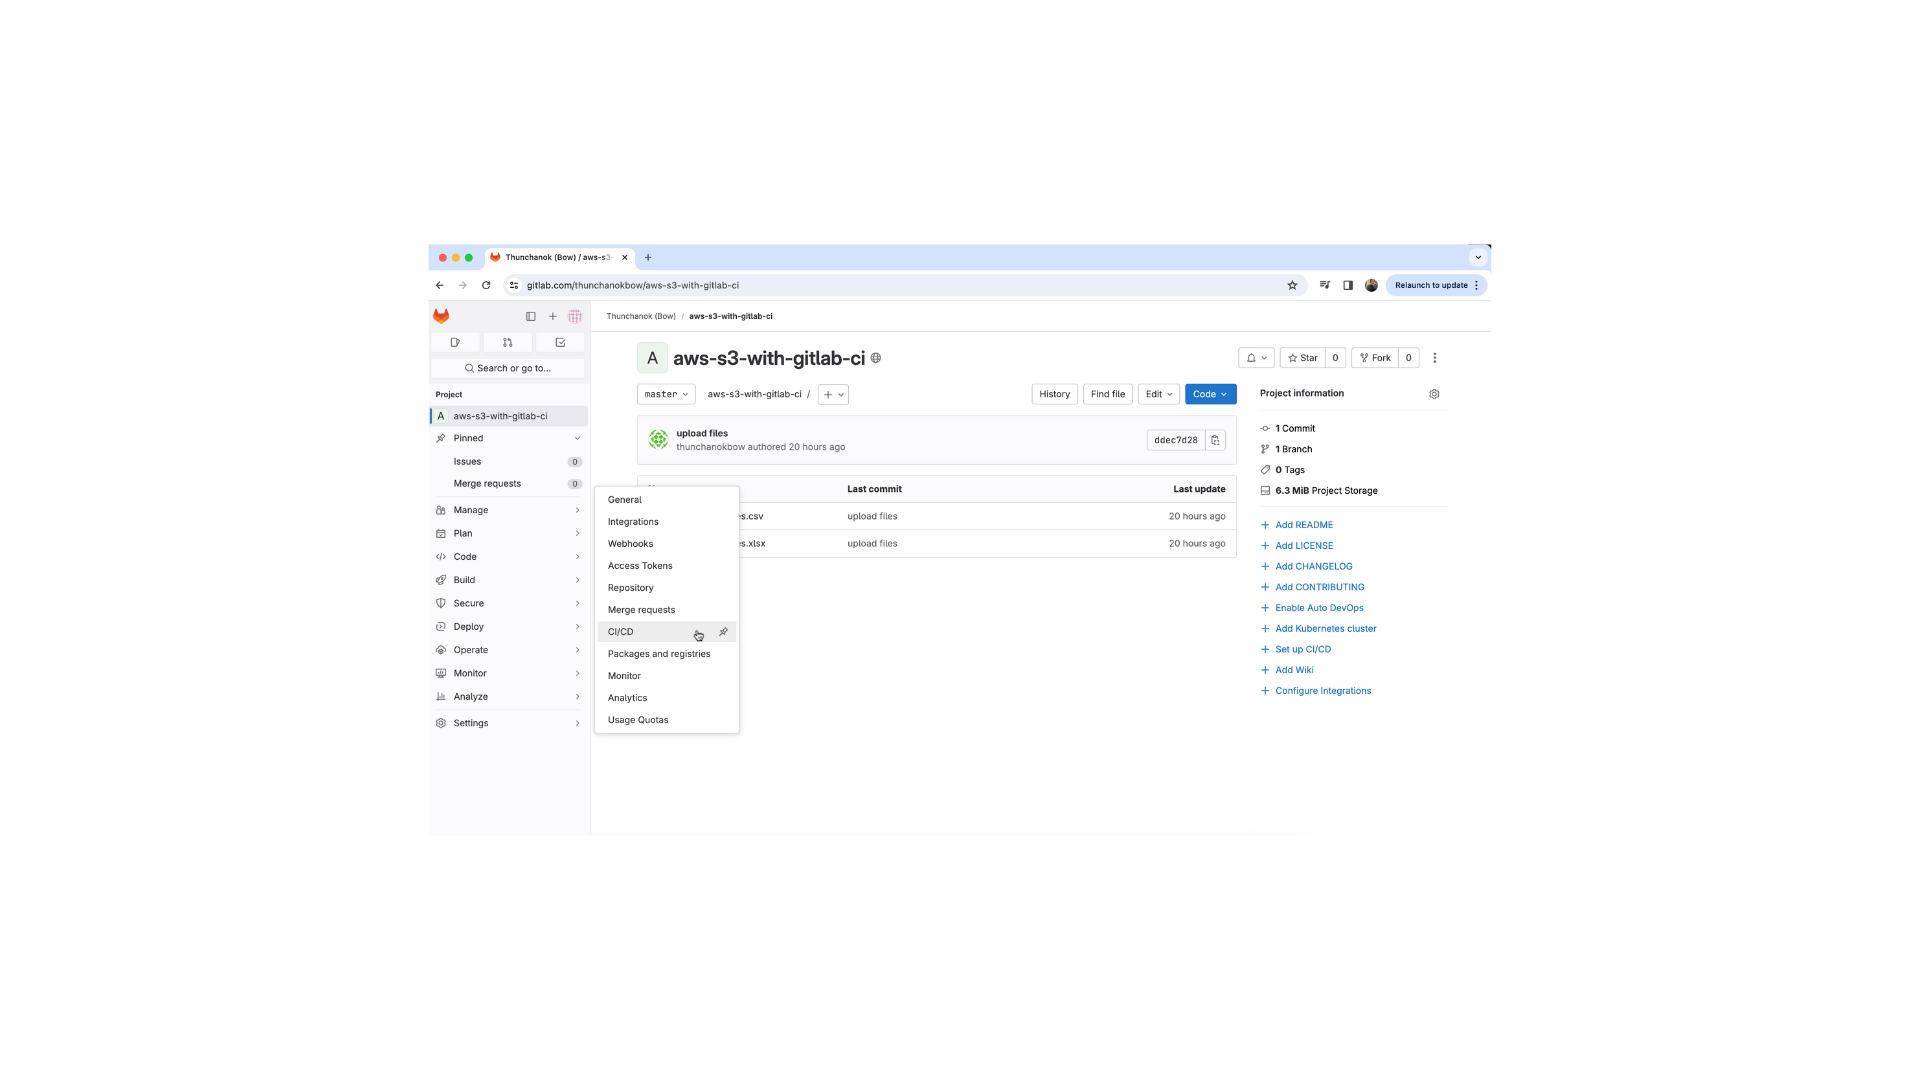 Thunchanok (Bow) / aws-s3-
gitlab.com/thunchanokbow/aws-s3-with-gitlab-ci
Relaunch to update
Thunchanok (Bow) / aws-s3-with-gitlab-ci
Search or go to...
Project
A aws-s3-with-gitlab-ci
Pinned
Issues 0
Merge requests 0
Manage
Plan
Code
Build
Secure
Deploy
Operate
Monitor
Analyze
Settings
General
Integrations
Webhooks
Access Tokens
Repository
Merge requests
CI/CD
Packages and registries
Monitor
Analytics
Usage Quotas
A aws-s3-with-gitlab-ci
Star 0
Fork 0
master
aws-s3-with-gitlab-ci /
History
Find file
Edit
Code
upload files
thunchanokbow authored 20 hours ago
ddec7d28
Last commit Last update
s.csv upload files 20 hours ago
s.xlsx upload files 20 hours ago
Project information
1 Commit
1 Branch
0 Tags
6.3 MiB Project Storage
Add README
Add LICENSE
Add CHANGELOG
Add CONTRIBUTING
Enable Auto DevOps
Add Kubernetes cluster
Set up CI/CD
Add Wiki
Configure Integrations